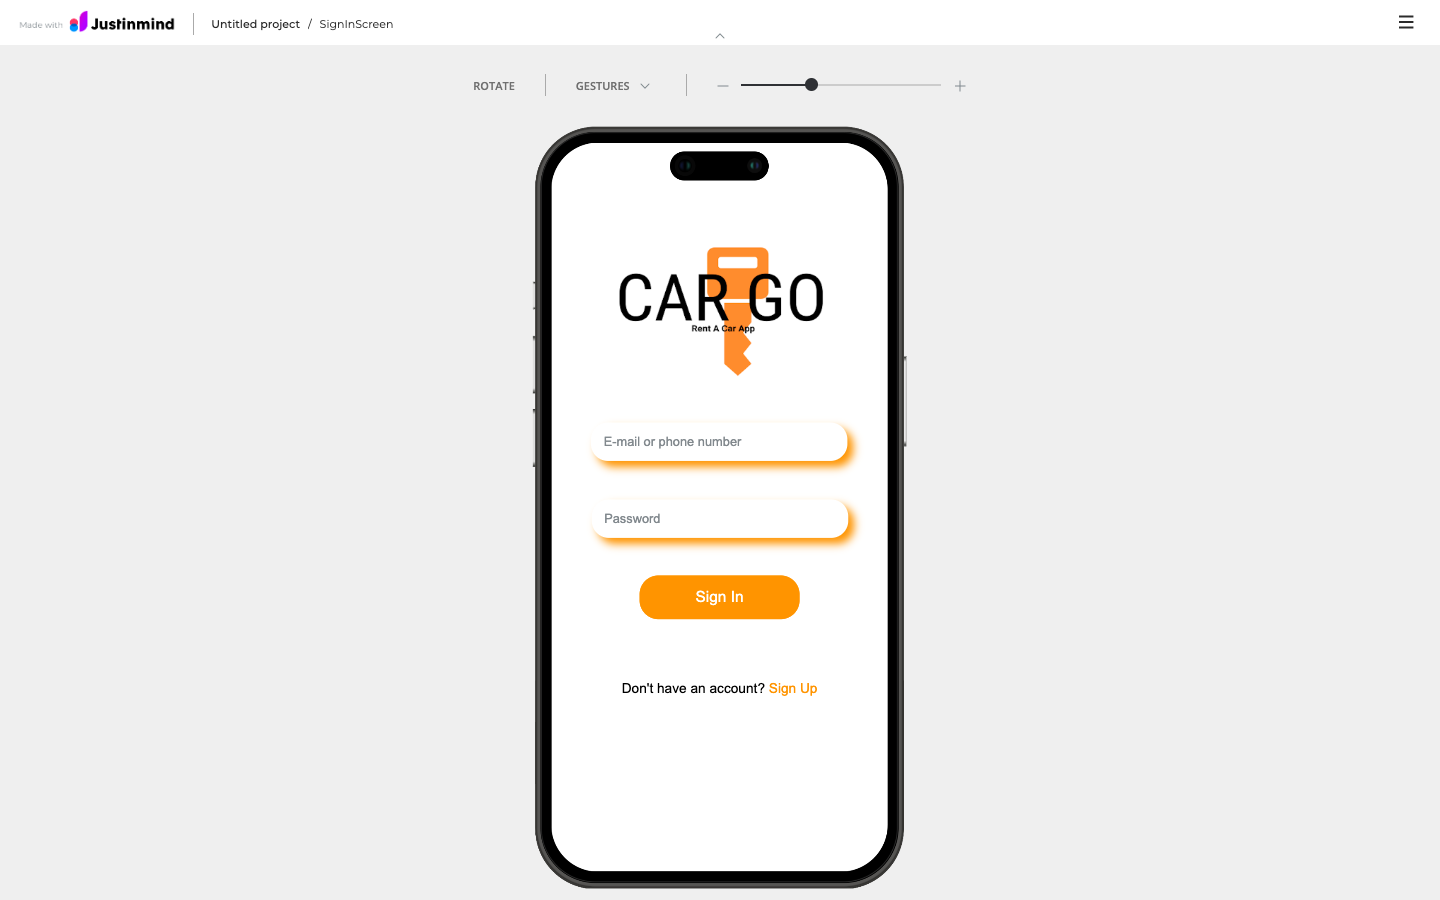 Made with Justinmind
Untitled project / SignInScreen
ROTATE
GESTURES
CAR GO
Rent A Car App
E-mail or phone number
Password
Sign In
Don't have an account? Sign Up